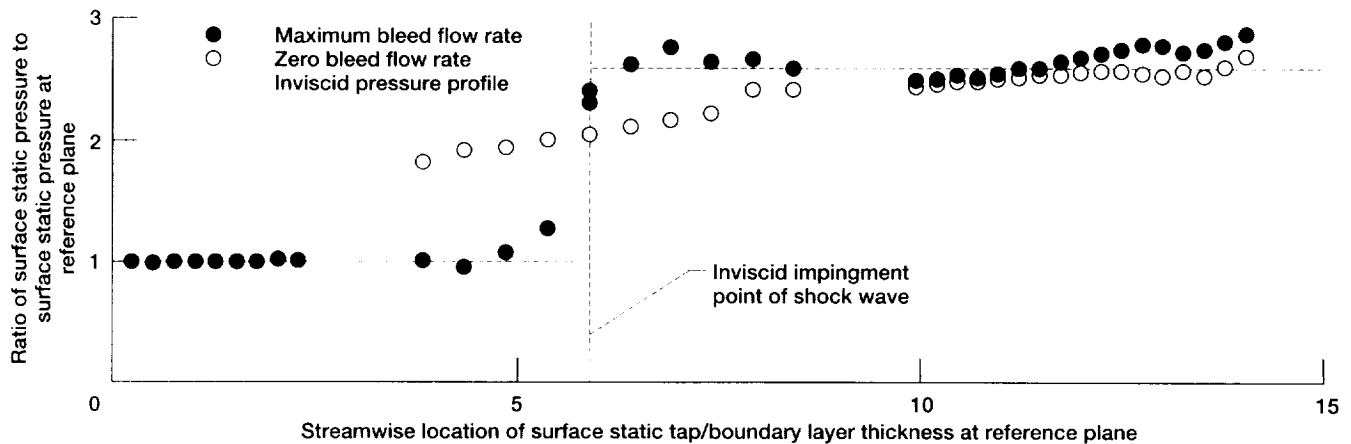 3
Maximum bleed flow rate
Zero bleed flow rate
Inviscid pressure profile
2
1
Ratio of surface static pressure to
surface static pressure at
reference plane
Inviscid impingment
point of shock wave
0
5
10
15
Streamwise location of surface static tap/boundary layer thickness at reference plane